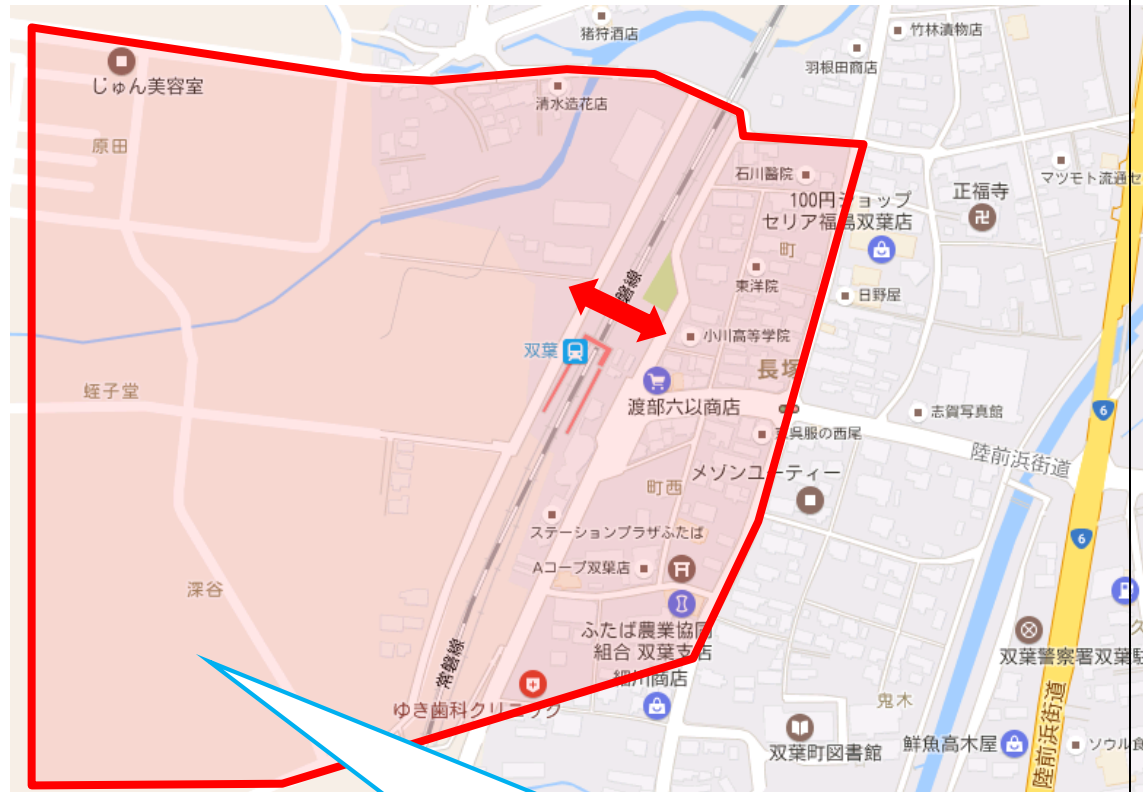 猪狩酒店
竹林漬物店
羽根田商店
じゅん美容室
清水造花店
原田
石川醫院
マツモト流通セ
正福寺
100円ショップ
セリア福島双葉店
町
東洋院
常磐線
日野屋
小川高等学院
双葉
長塚
蛭子堂
渡部六以商店
志賀写真館
呉服の西尾
6
陸前浜街道
メゾンユーティー
町西
ステーションプラザふたば
6
Aコープ双葉店
深谷
ふたば農業協同
組合 双葉支店
双葉警察署双葉駐
常磐線
細川商店
鬼木
ゆき歯科クリニック
双葉町図書館
鮮魚高木屋
陸前浜街道
ソウル食